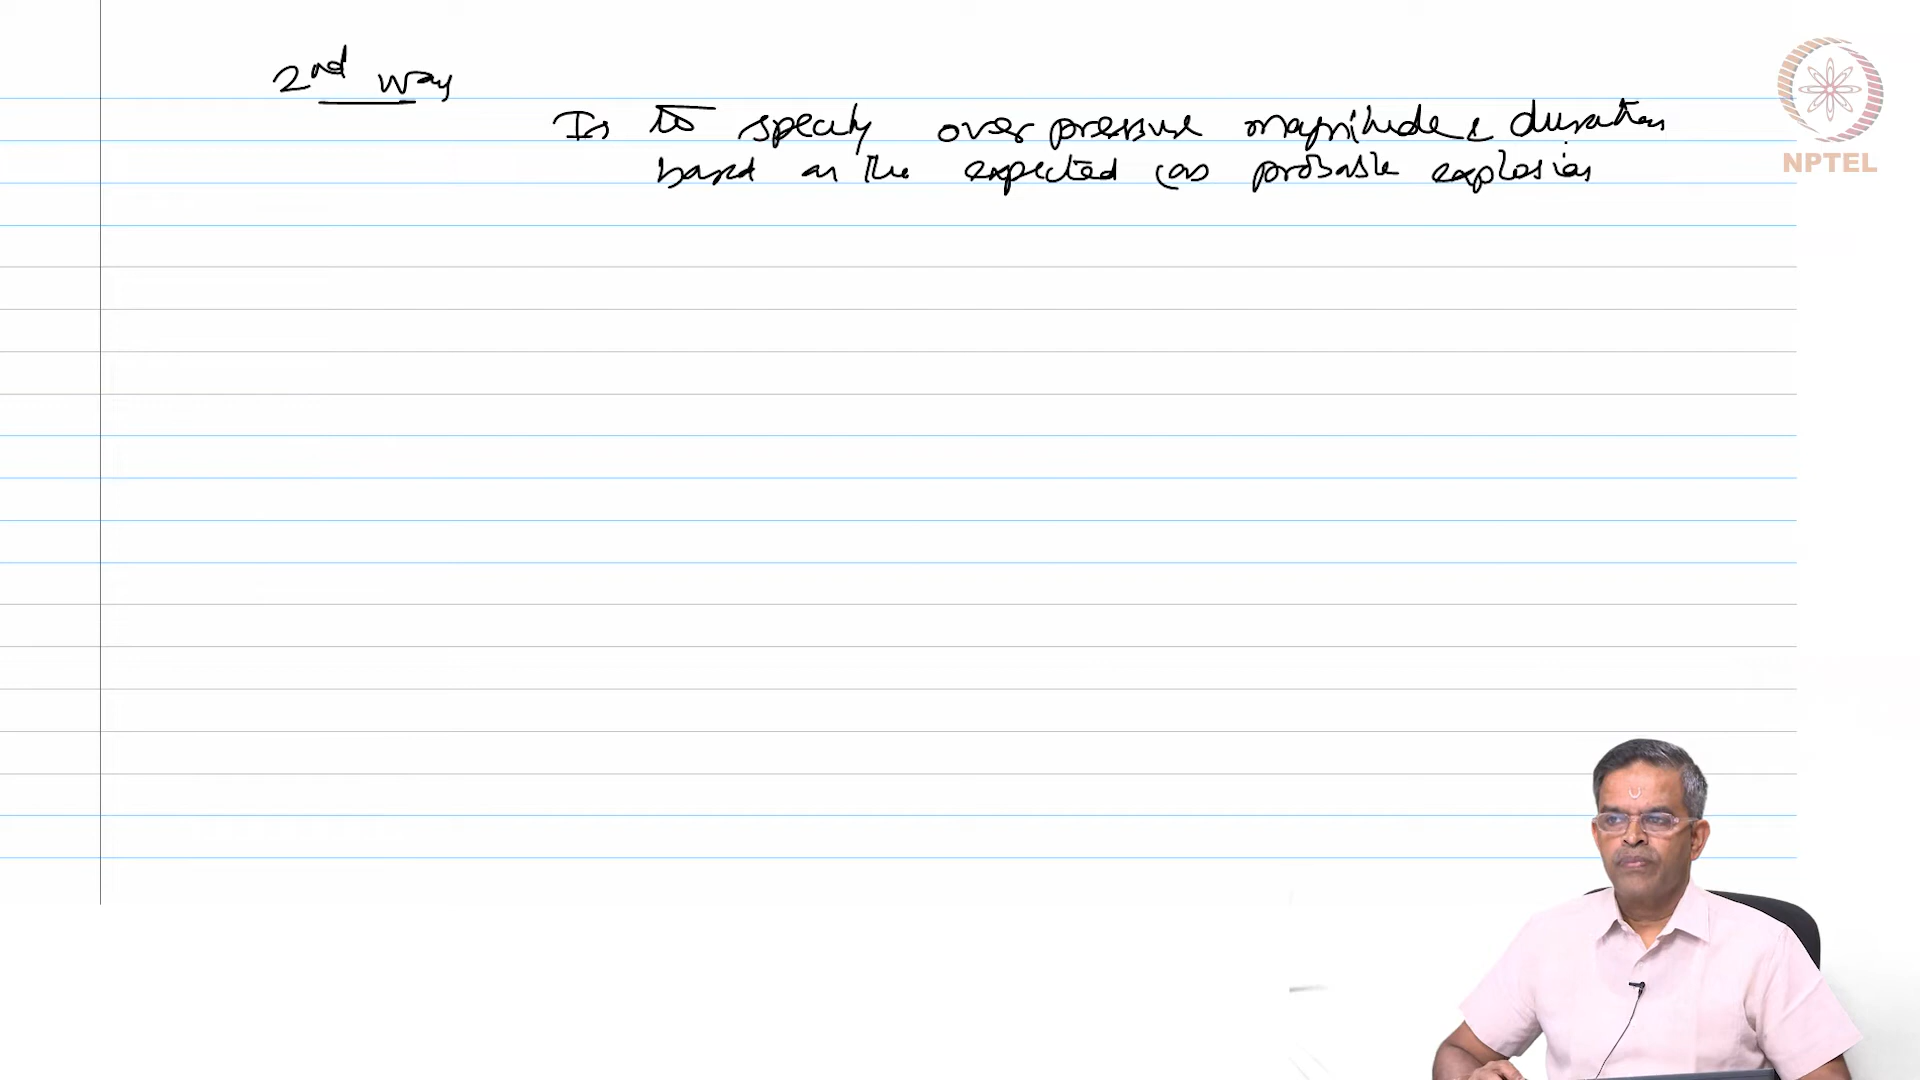 2nd way
Is to specify over pressure magnitude & duration
based on the expected (or probable explosion
NPTEL